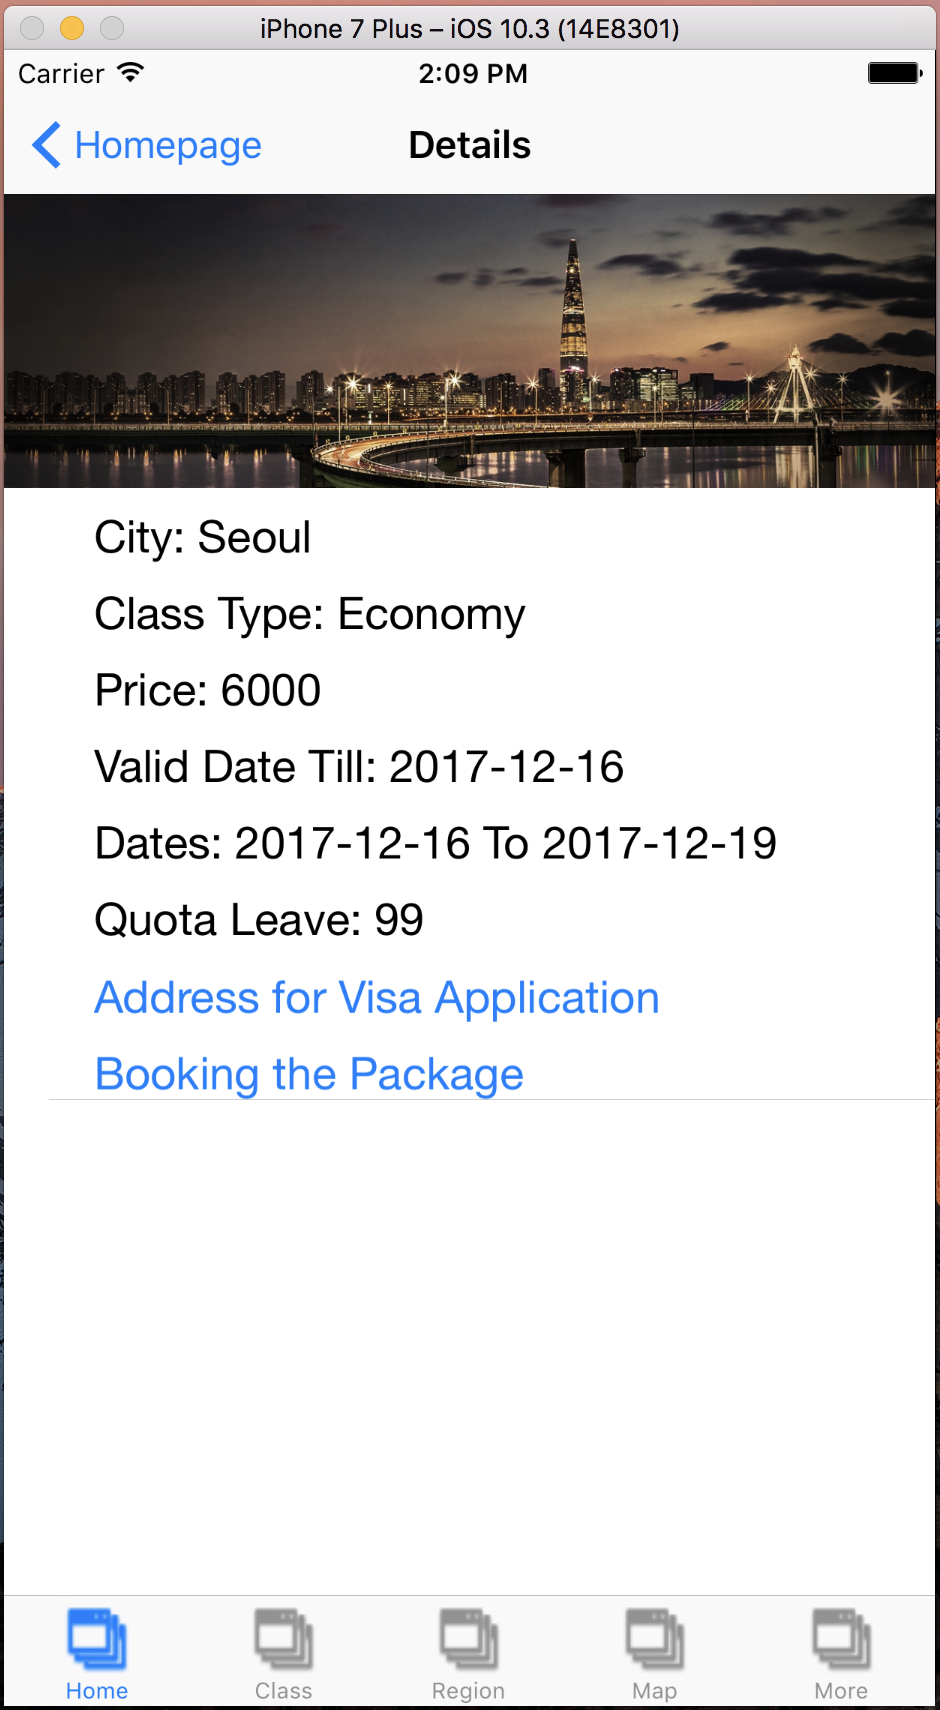 iPhone 7 Plus – iOS 10.3 (14E8301)
Carrier 2:09 PM
Homepage Details
City: Seoul
Class Type: Economy
Price: 6000
Valid Date Till: 2017-12-16
Dates: 2017-12-16 To 2017-12-19
Quota Leave: 99
Address for Visa Application
Booking the Package
Home Class Region Map More